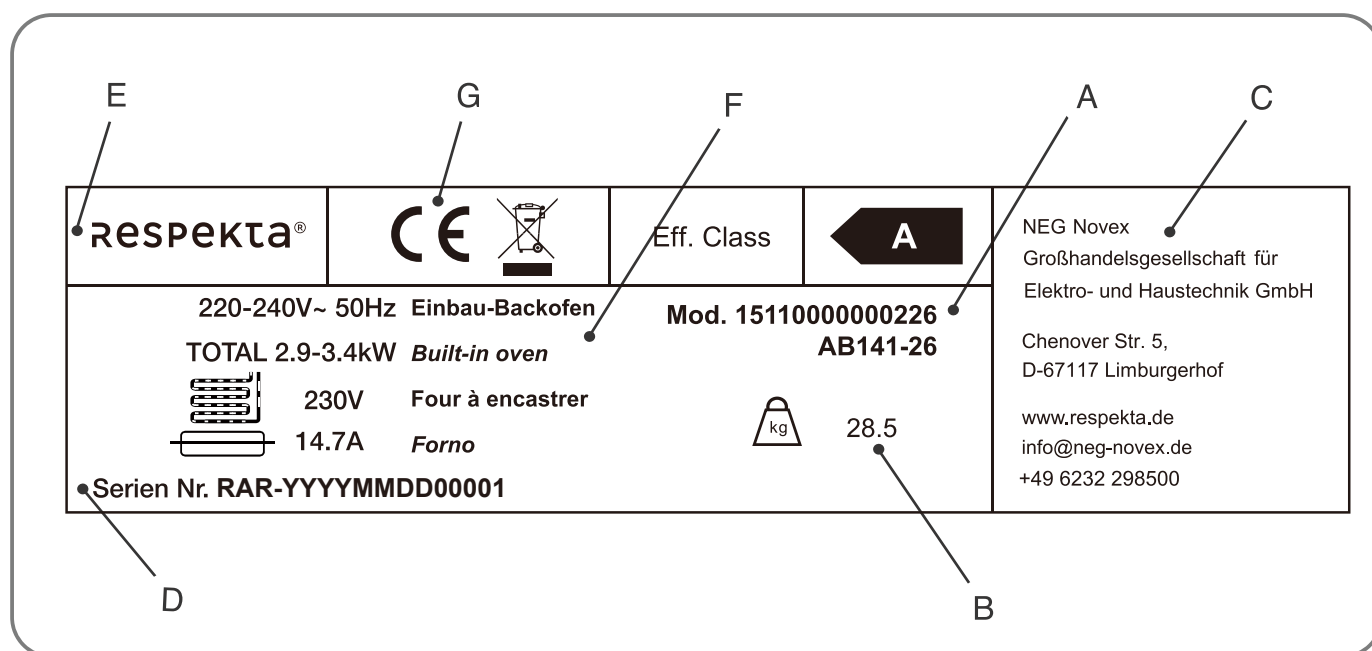 E
G
F
A
C
RESPEKTA®
CE
Eff. Class
A
220-240V~ 50Hz
TOTAL 2.9-3.4kW
230V
14.7A
Einbau-Backofen
Built-in oven
Four à encastrer
Forno
Mod. 15110000000226
AB141-26
kg
28.5
Serien Nr. RAR-YYYYMMDD00001
NEG Novex
Großhandelsgesellschaft für
Elektro- und Haustechnik GmbH
Chenover Str. 5,
D-67117 Limburgerhof
www.respekta.de
info@neg-novex.de
+49 6232 298500
D
B